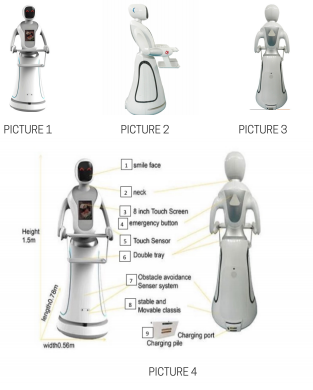 PICTURE 1
PICTURE 2
PICTURE 3
1 smile face
2 neck
3 8 inch Touch Screen
4 emergency button
Height
1.5m
5 Touch Sensor
6 Double tray
7 Obstacle avoidance
Senser system
length0.78m
8 stable and
Movable classis
9 Charging port
Charging pile
width0.56m
PICTURE 4